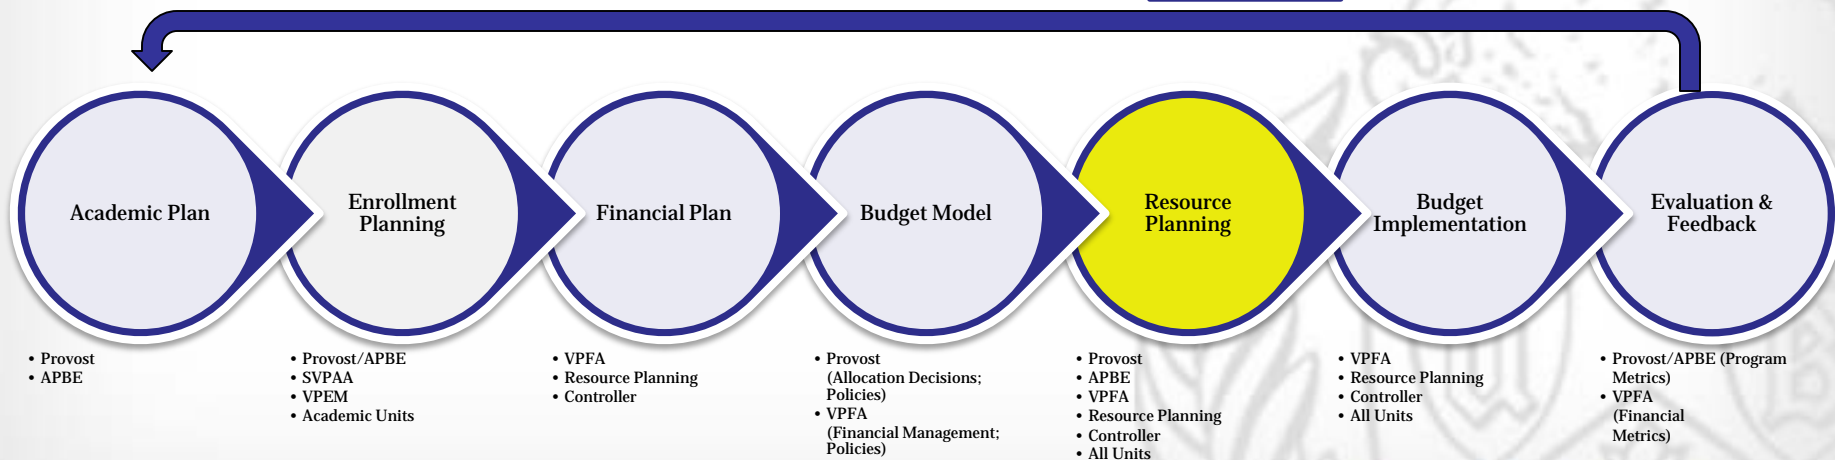 Academic Plan
Enrollment
Planning
Financial Plan
Budget Model
Resource
Planning
Budget
Implementation
Evaluation &
Feedback
• Provost
• APBE
• Provost/APBE
• SVPAA
• VPEM
• Academic Units
• VPFA
• Resource Planning
• Controller
• Provost
(Allocation Decisions;
Policies)
• VPFA
(Financial Management;
Policies)
• Provost
• APBE
• VPFA
• Resource Planning
• Controller
• All Units
• VPFA
• Resource Planning
• Controller
• All Units
• Provost/APBE (Program
Metrics)
• VPFA
(Financial
Metrics)